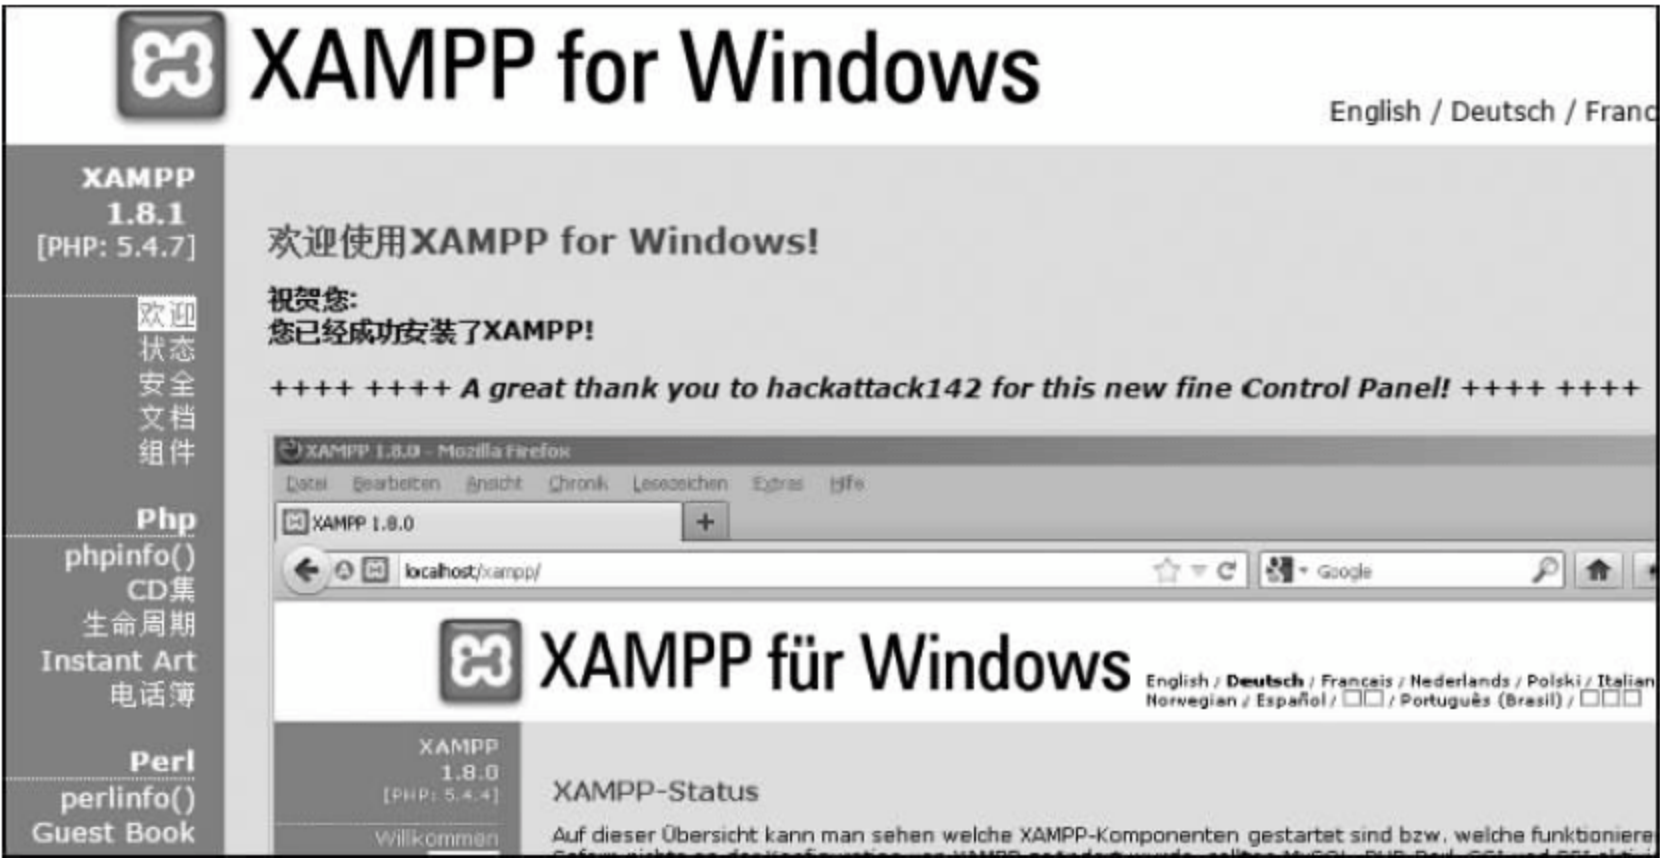 XAMPP for Windows
English / Deutsch / Franc
XAMPP
1.8.1
[PHP: 5.4.7]
欢迎
状态
安全
文档
组件
Php
phpinfo()
CD集
生命周期
Instant Art
电话簿
Perl
perlinfo()
Guest Book
欢迎使用XAMPP for Windows!
祝贺您:
您已经成功安装了XAMPP!
++++ ++++ A great thank you to hackattack142 for this new fine Control Panel! ++++ ++++
XAMPP 1.8.0 - Mozilla Firefox
Datei Bearbeiten Ansicht Chronik Lesezeichen Extras Hilfe
XAMPP 1.8.0
localhost/xampp/
Google
XAMPP für Windows
English / Deutsch / Francais / Nederlands / Polski / Italian
Norwegian / Español / □□ / Português (Brasil) / □□□
XAMPP
1.8.0
[PHP: 5.4.4]
Willkommen
XAMPP-Status
Auf dieser Übersicht kann man sehen welche XAMPP-Komponenten gestartet sind bzw. welche funktioniere